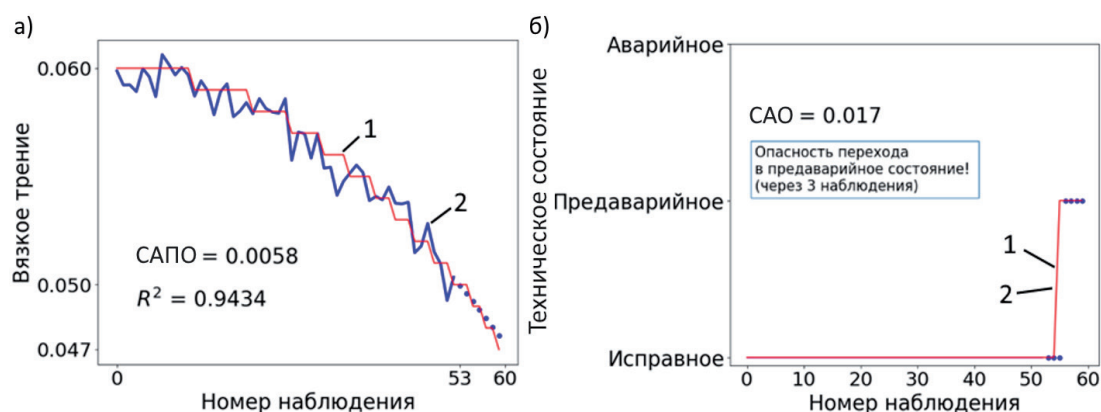 а)
Вязкое трение
0.060
0.050
0.047
1
2
САПО = 0.0058
R² = 0.9434
0
53
60
Номер наблюдения
б)
Техническое состояние
Аварийное
Предаварийное
Исправное
САО = 0.017
Опасность перехода
в предаварийное состояние!
(через 3 наблюдения)
1
2
0
10
20
30
40
50
60
Номер наблюдения